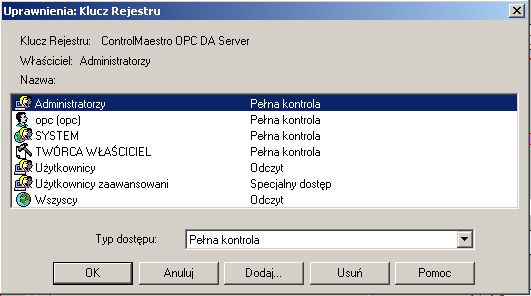 Uprawnienia: Klucz Rejestru
Klucz Rejestru: ControlMaestro OPC DA Server
Właściciel: Administratorzy
Nazwa:
Administratorzy Pełna kontrola
opc (opc) Pełna kontrola
SYSTEM Pełna kontrola
TWÓRCA WŁAŚCICIEL Pełna kontrola
Użytkownicy Odczyt
Użytkownicy zaawansowani Specjalny dostęp
Wszyscy Odczyt
Typ dostępu: Pełna kontrola
OK Anuluj Dodaj... Usuń Pomoc